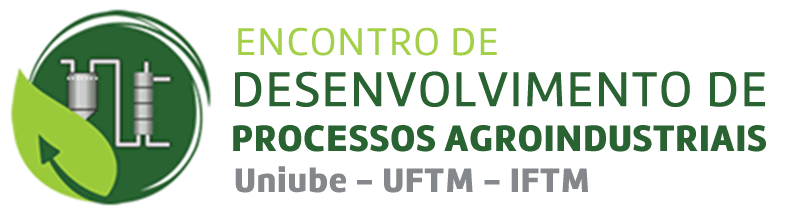 ENCONTRO DE
DESENVOLVIMENTO DE
PROCESSOS AGROINDUSTRIAIS
Uniube – UFTM – IFTM